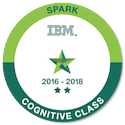 SPARK
IBM.
2016 - 2018
COGNITIVE CLASS